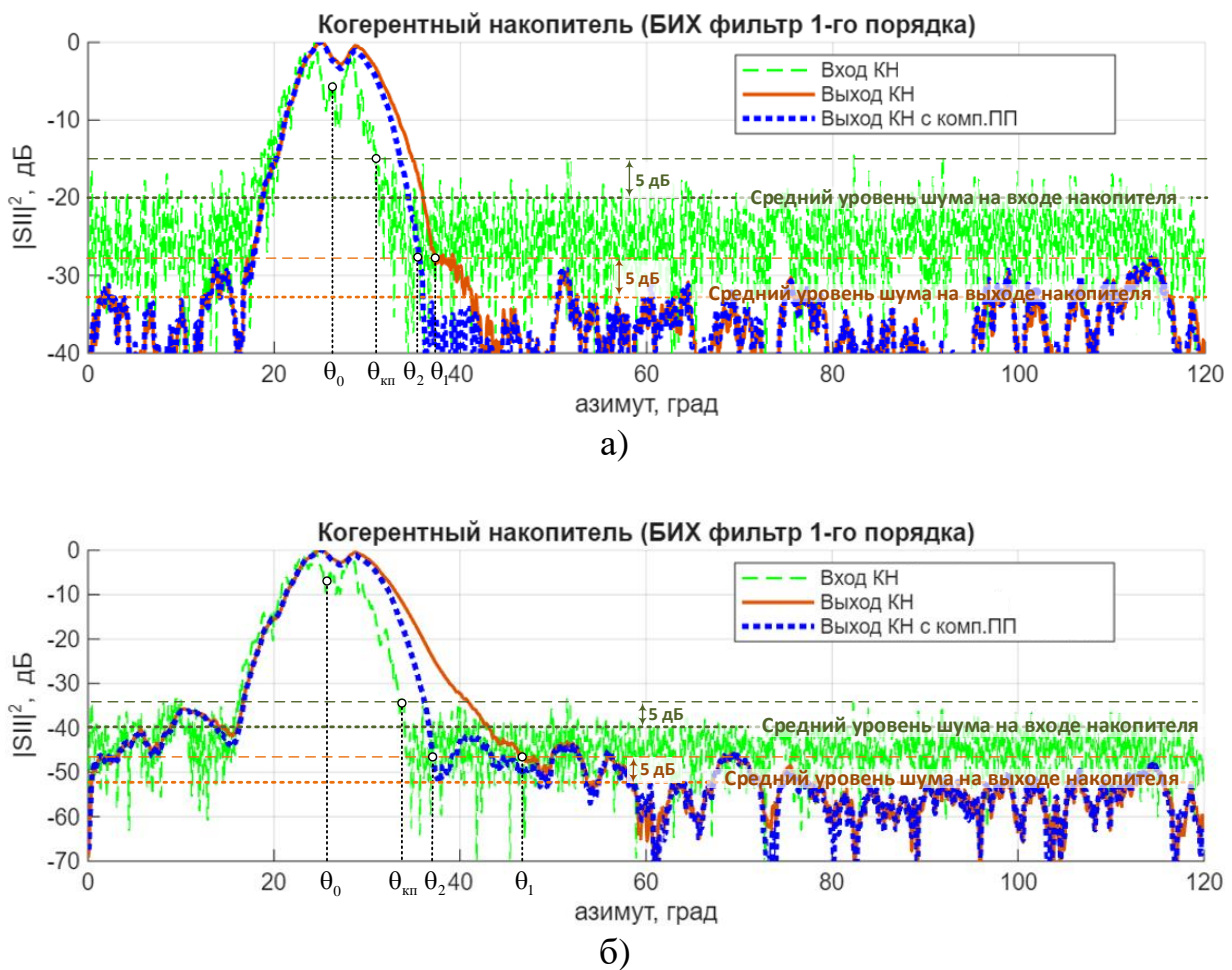 а)
Когерентный накопитель (БИХ фильтр 1-го порядка)
Вход КН
Выход КН
Выход КН с комп.ПП
|SII|², дБ
0
-10
-20
-30
-40
5 дБ
Средний уровень шума на входе накопителя
5 дБ
Средний уровень шума на выходе накопителя
0 20 40 60 80 100 120
θ₀ θкп θ₂ θ₁
азимут, град
а)
Когерентный накопитель (БИХ фильтр 1-го порядка)
Вход КН
Выход КН
Выход КН с комп.ПП
|SII|², дБ
0
-10
-20
-30
-40
-50
-60
-70
5 дБ
Средний уровень шума на входе накопителя
5 дБ
Средний уровень шума на выходе накопителя
0 20 40 60 80 100 120
θ₀ θкп θ₂ θ₁
азимут, град
б)